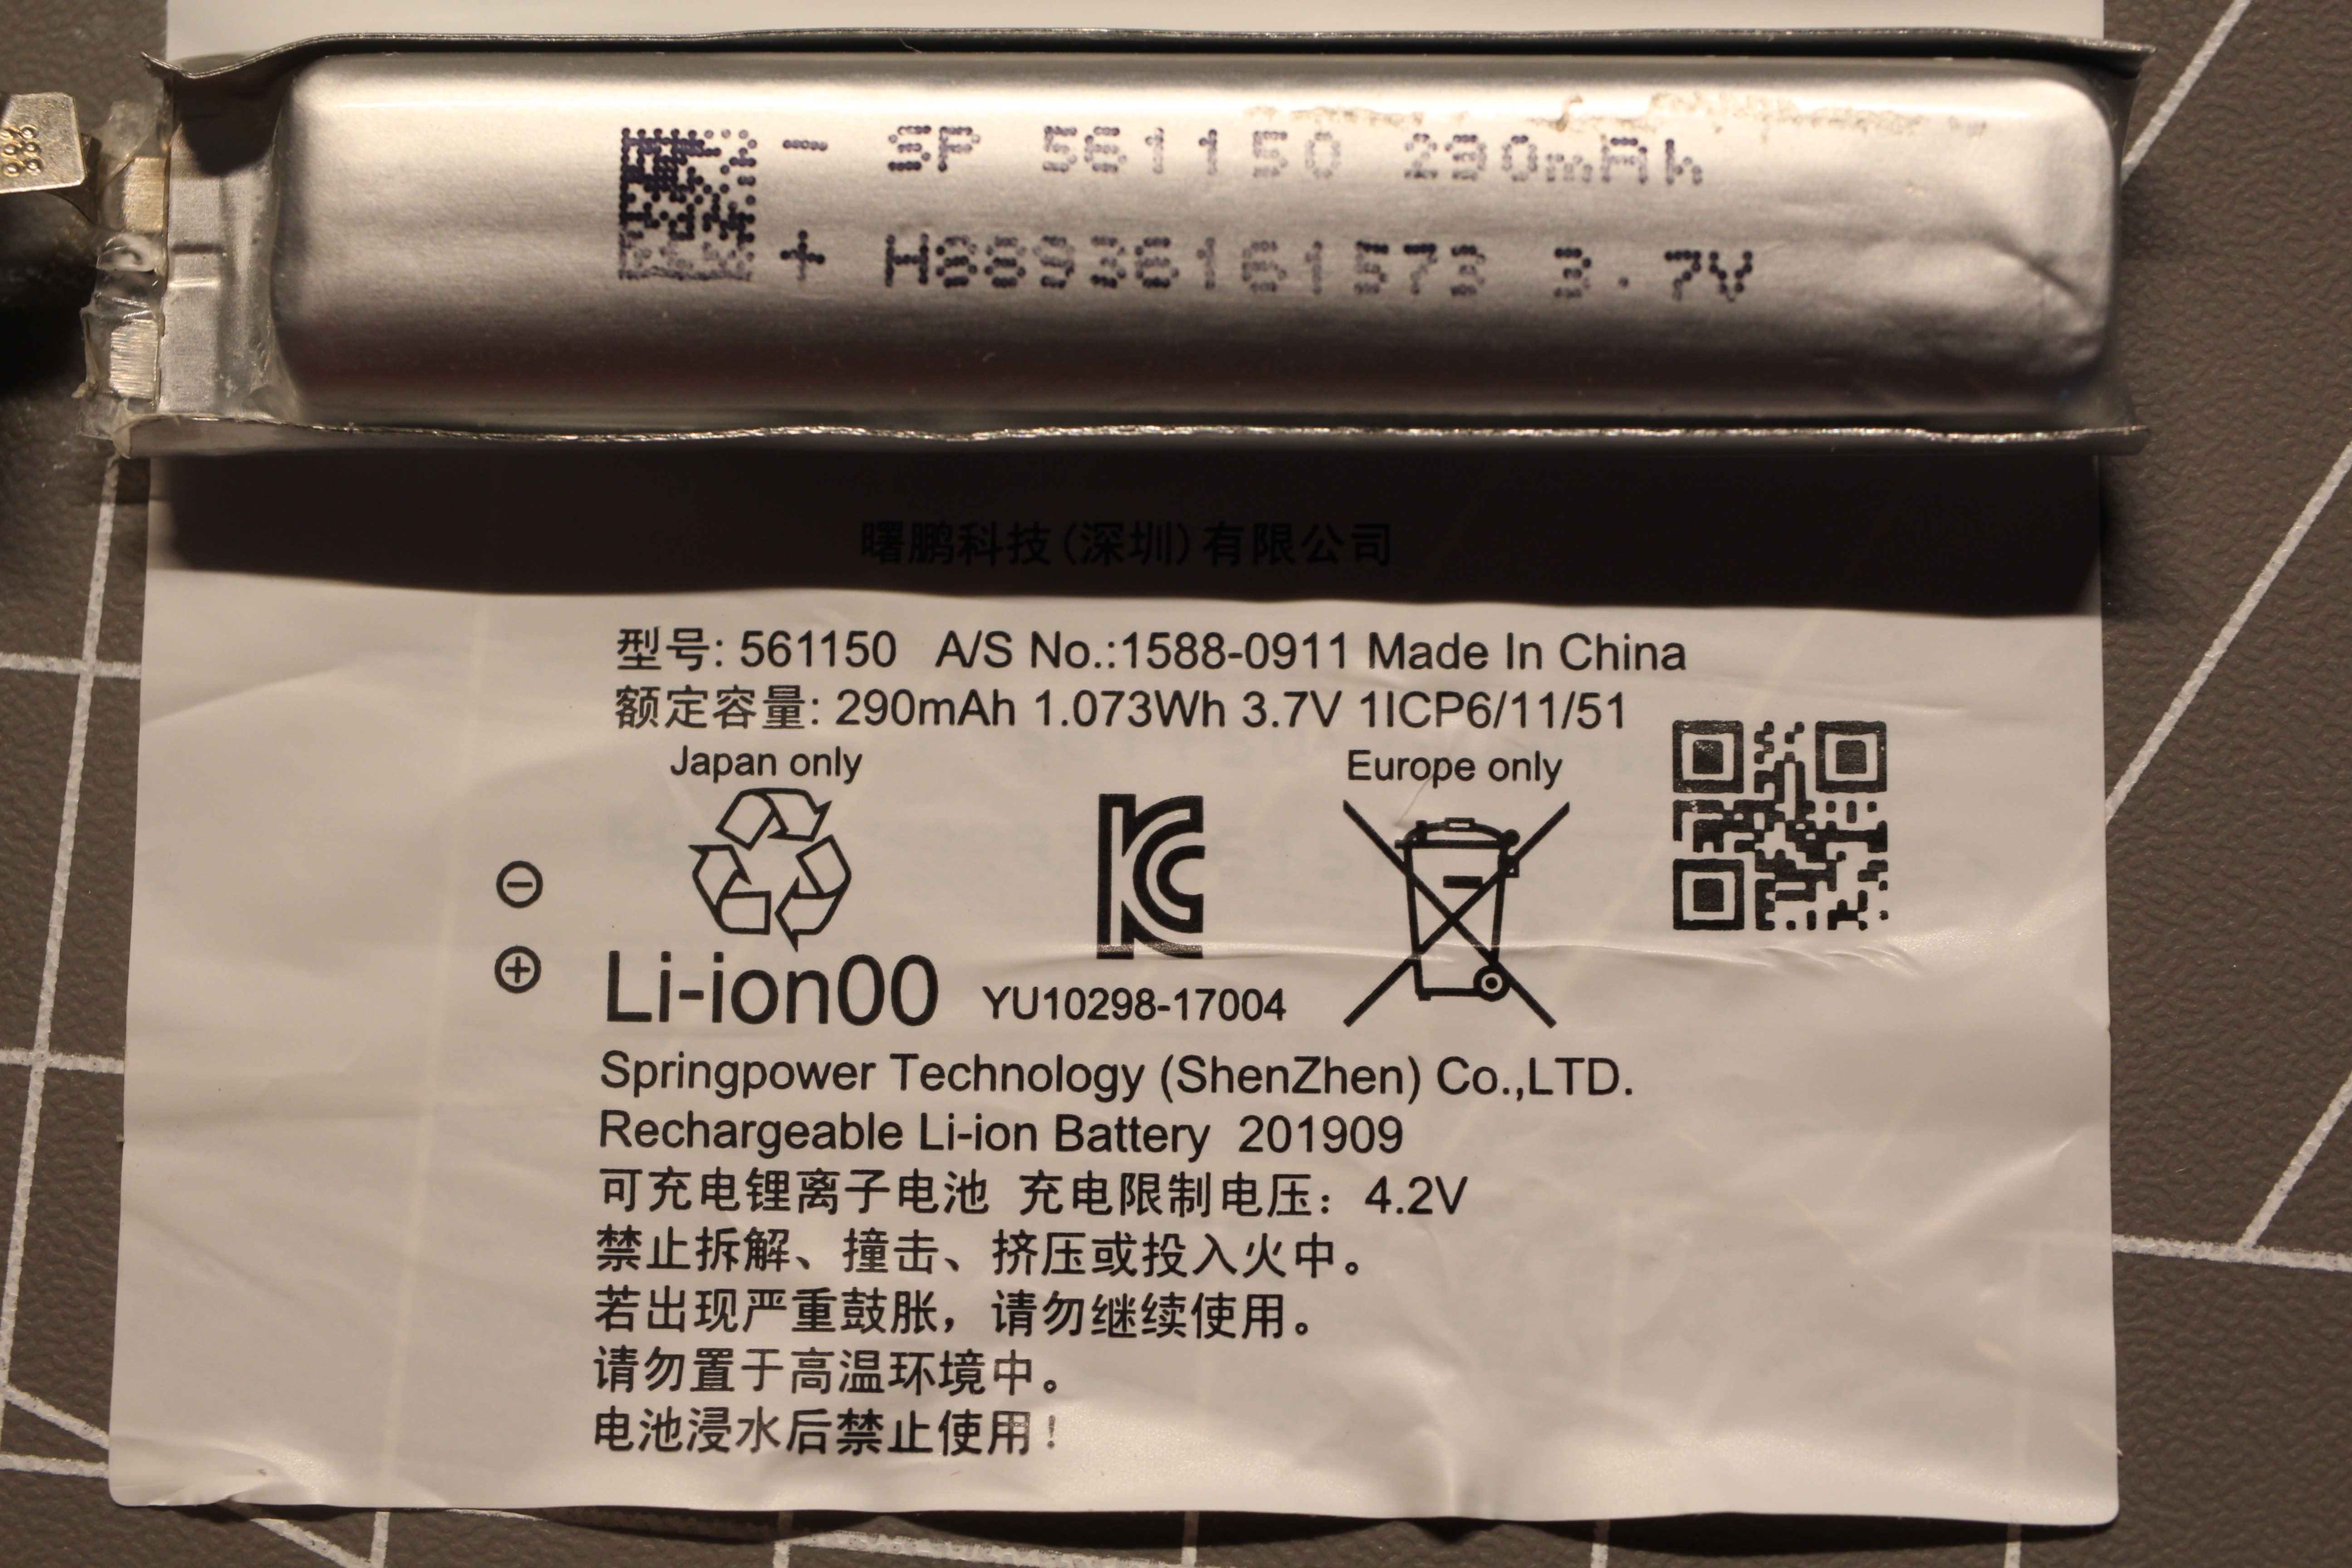 - SP 561150 290mAh
+ H88936161573 3.7V
曙鹏科技(深圳)有限公司
型号: 561150 A/S No.:1588-0911 Made In China
额定容量: 290mAh 1.073Wh 3.7V 1ICP6/11/51
Japan only
Europe only
Li-ion00
YU10298-17004
Springpower Technology (ShenZhen) Co.,LTD.
Rechargeable Li-ion Battery 201909
可充电锂离子电池 充电限制电压：4.2V
禁止拆解、撞击、挤压或投入火中。
若出现严重鼓胀，请勿继续使用。
请勿置于高温环境中。
电池浸水后禁止使用！